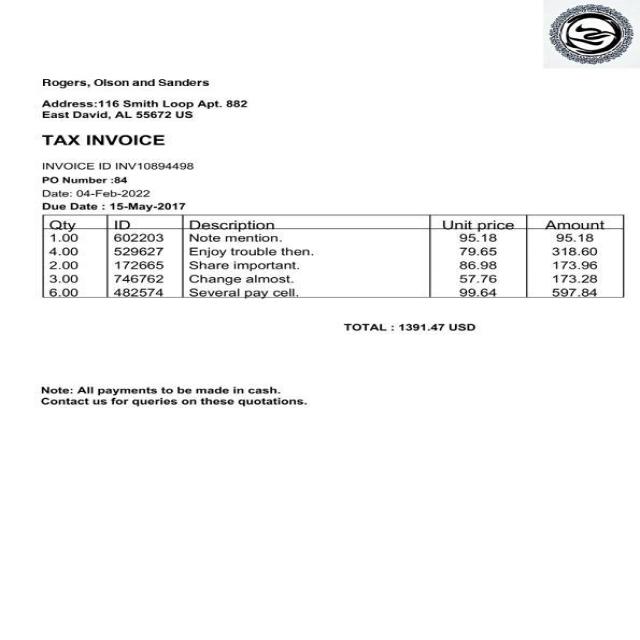 Rogers, Olson and Sanders
Address:116 Smith Loop Apt. 882
East David, AL 55672 US
TAX INVOICE
INVOICE ID INV10894498
PO Number :84
Date: 04-Feb-2022
Due Date : 15-May-2017
Qty ID Description Unit price Amount
1.00 602203 Note mention. 95.18 95.18
4.00 529627 Enjoy trouble then. 79.65 318.60
2.00 172665 Share important. 86.98 173.96
3.00 746762 Change almost. 57.76 173.28
6.00 482574 Several pay cell. 99.64 597.84
TOTAL : 1391.47 USD
Note: All payments to be made in cash.
Contact us for queries on these quotations.